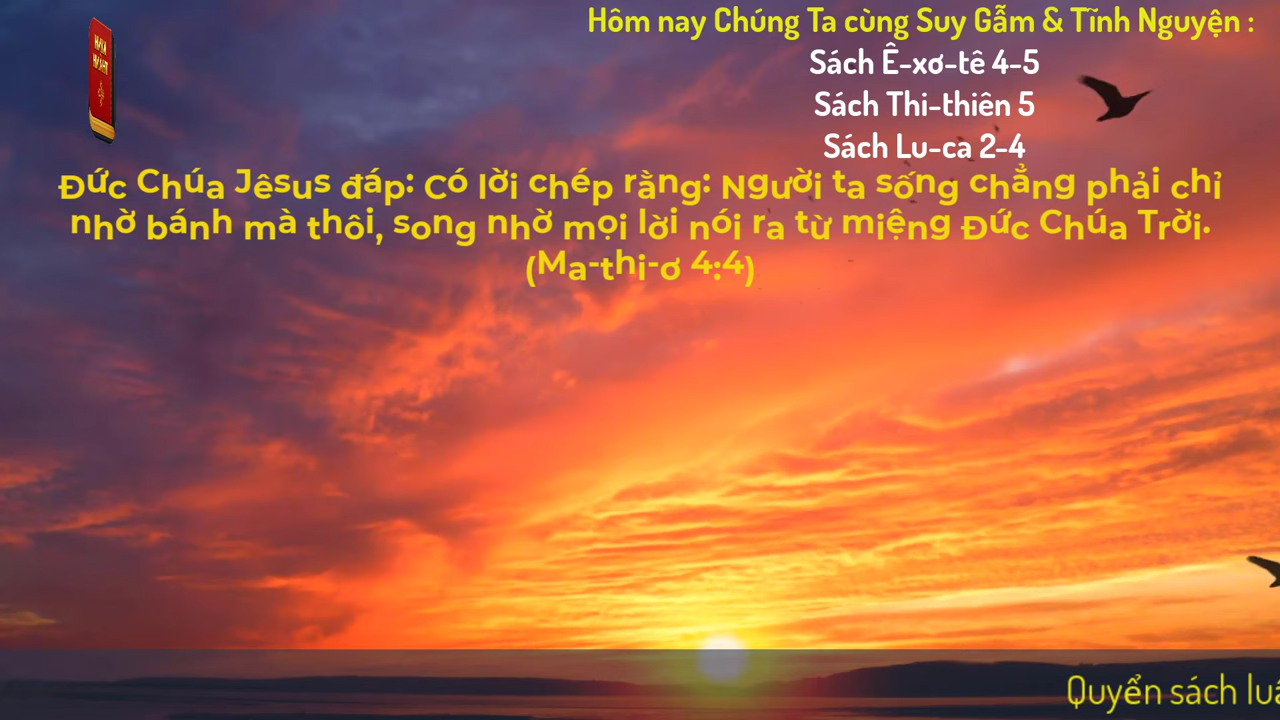 Hôm nay Chúng Ta cùng Suy Gẫm & Tĩnh Nguyện :
Sách Ê-xơ-tê 4-5
Sách Thi-thiên 5
Sách Lu-ca 2-4
Đức Chúa Jêsus đáp: Có lời chép rằng: Người ta sống chẳng phải chỉ
nhờ bánh mà thôi, song nhờ mọi lời nói ra từ miệng Đức Chúa Trời.
(Ma-thi-ơ 4:4)
Quyển sách